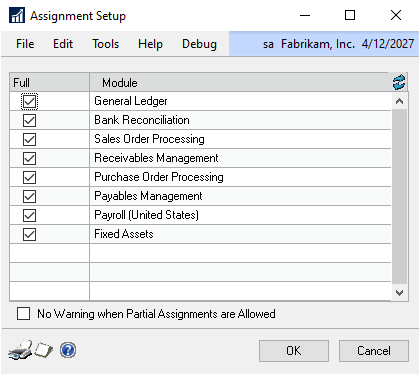 Assignment Setup
File Edit Tools Help Debug sa Fabrikam, Inc. 4/12/2027
Full Module
General Ledger
Bank Reconciliation
Sales Order Processing
Receivables Management
Purchase Order Processing
Payables Management
Payroll (United States)
Fixed Assets
No Warning when Partial Assignments are Allowed
OK Cancel